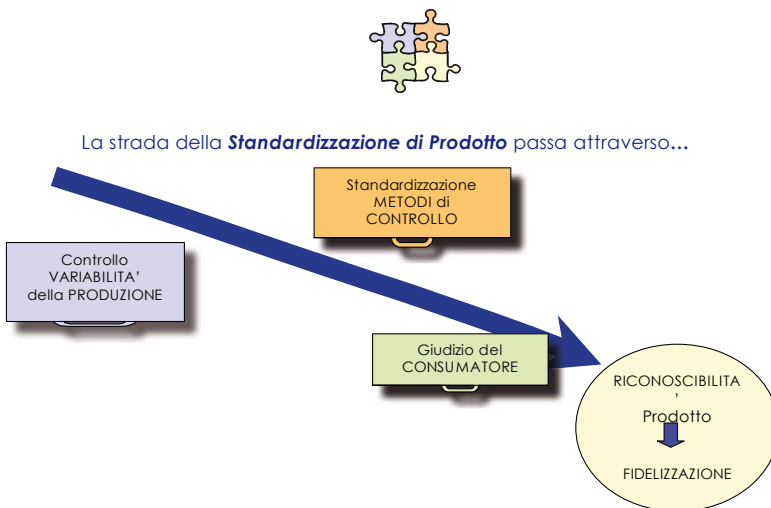 La strada della Standardizzazione di Prodotto passa attraverso…
Standardizzazione
METODI di
CONTROLLO
Controllo
VARIABILITA'
della PRODUZIONE
Giudizio del
CONSUMATORE
RICONOSCIBILITA
'
Prodotto
FIDELIZZAZIONE